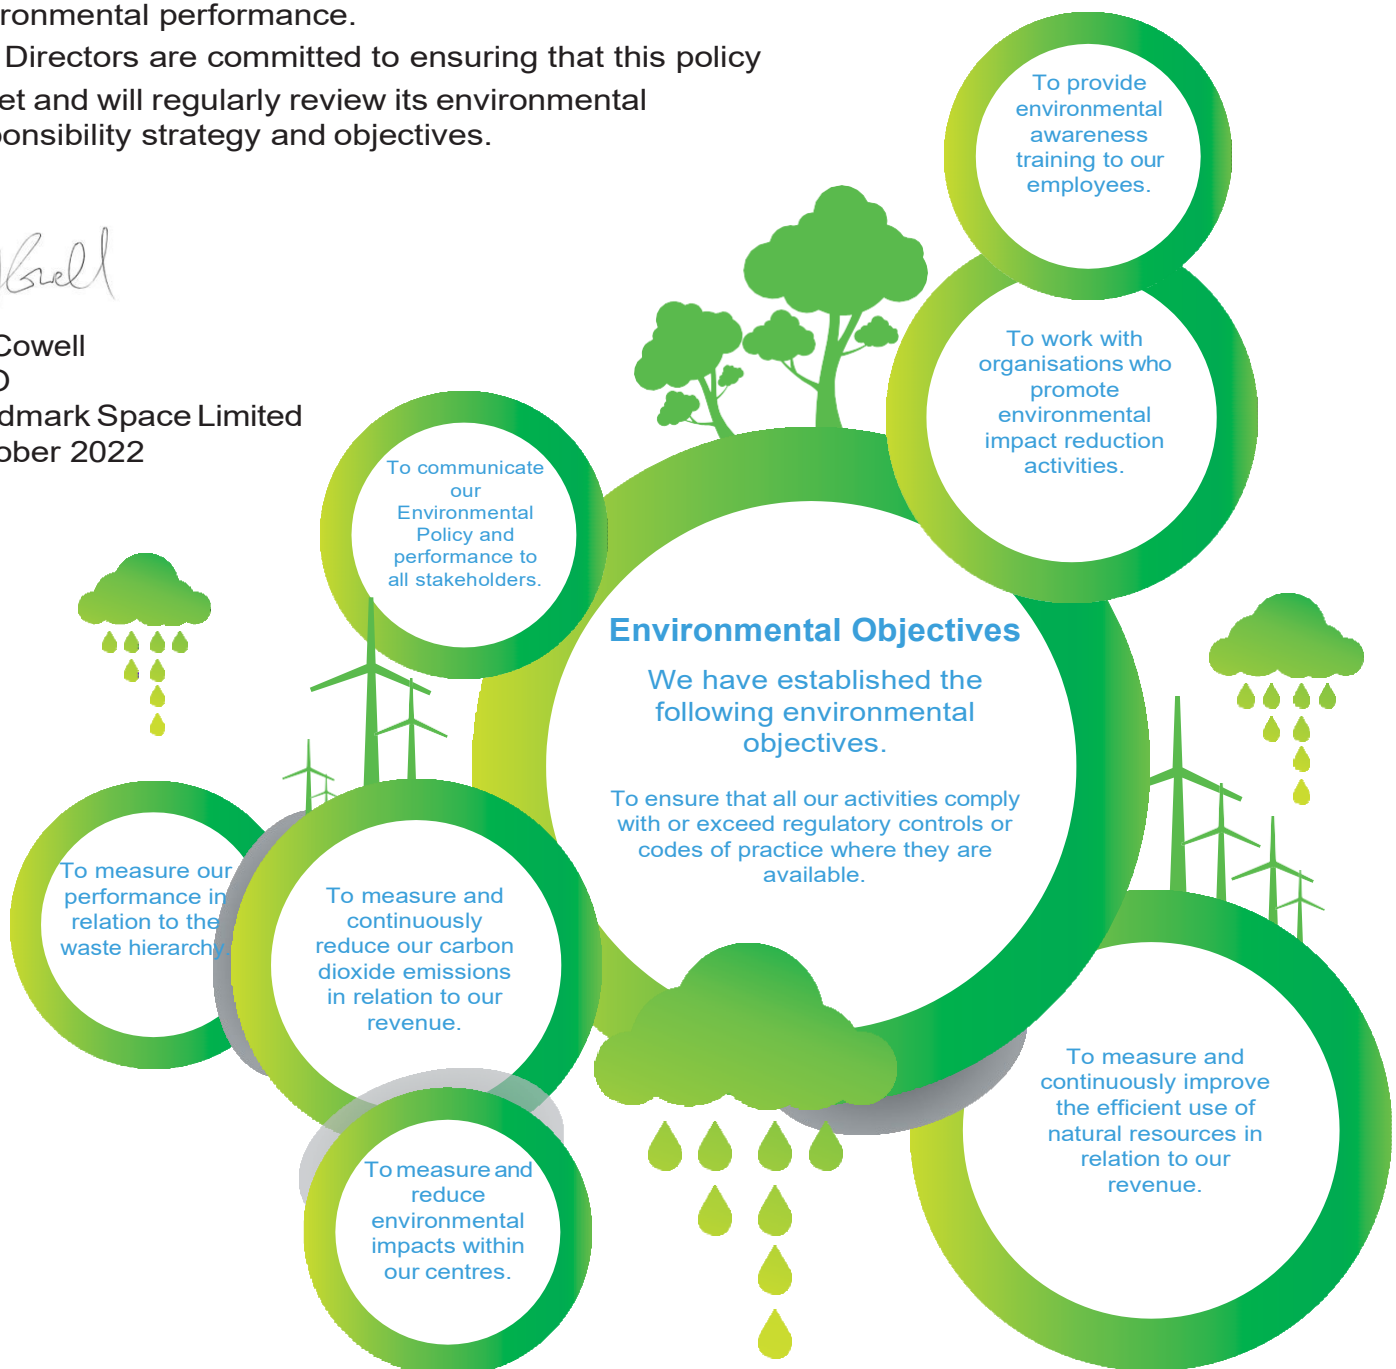 ronmental performance.
Directors are committed to ensuring that this policy
et and will regularly review its environmental
onsibility strategy and objectives.
Cowell
dmark Space Limited
ober 2022
To provide
environmental
awareness
training to our
employees.
To work with
organisations who
promote
environmental
impact reduction
activities.
To communicate
our
Environmental
Policy and
performance to
all stakeholders.
Environmental Objectives
We have established the
following environmental
objectives.
To ensure that all our activities comply
with or exceed regulatory controls or
codes of practice where they are
available.
To measure our
performance in
relation to the
waste hierarchy.
To measure and
continuously
reduce our carbon
dioxide emissions
in relation to our
revenue.
To measure and
continuously improve
the efficient use of
natural resources in
relation to our
revenue.
To measure and
reduce
environmental
impacts within
our centres.